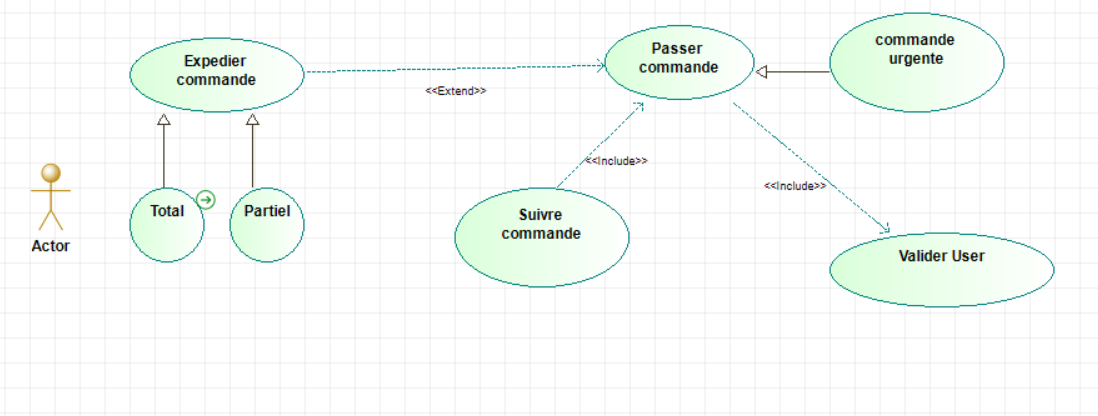 Expedier
commande
Passer
commande
commande
urgente
<<Extend>>
<<Include>>
<<Include>>
Total
Partiel
Suivre
commande
Actor
Valider User